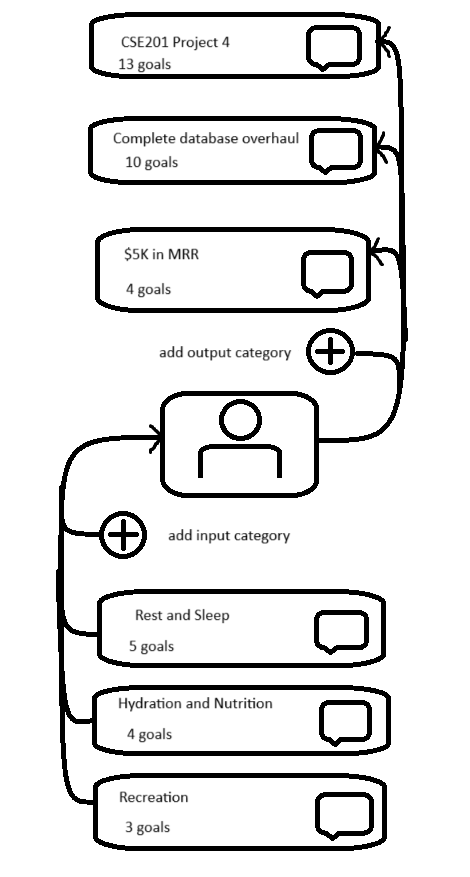 CSE201 Project 4
13 goals
Complete database overhaul
10 goals
$5K in MRR
4 goals
add output category
add input category
Rest and Sleep
5 goals
Hydration and Nutrition
4 goals
Recreation
3 goals